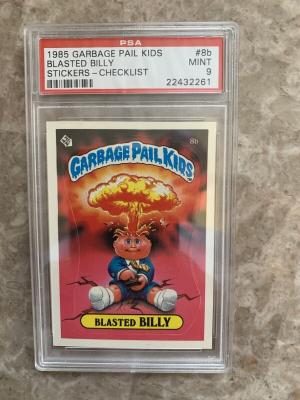 PSA
1985 GARBAGE PAIL KIDS #8b
BLASTED BILLY MINT
STICKERS-CHECKLIST 9
22432261
8b
GARBAGE PAIL KIDS
BLASTED BILLY